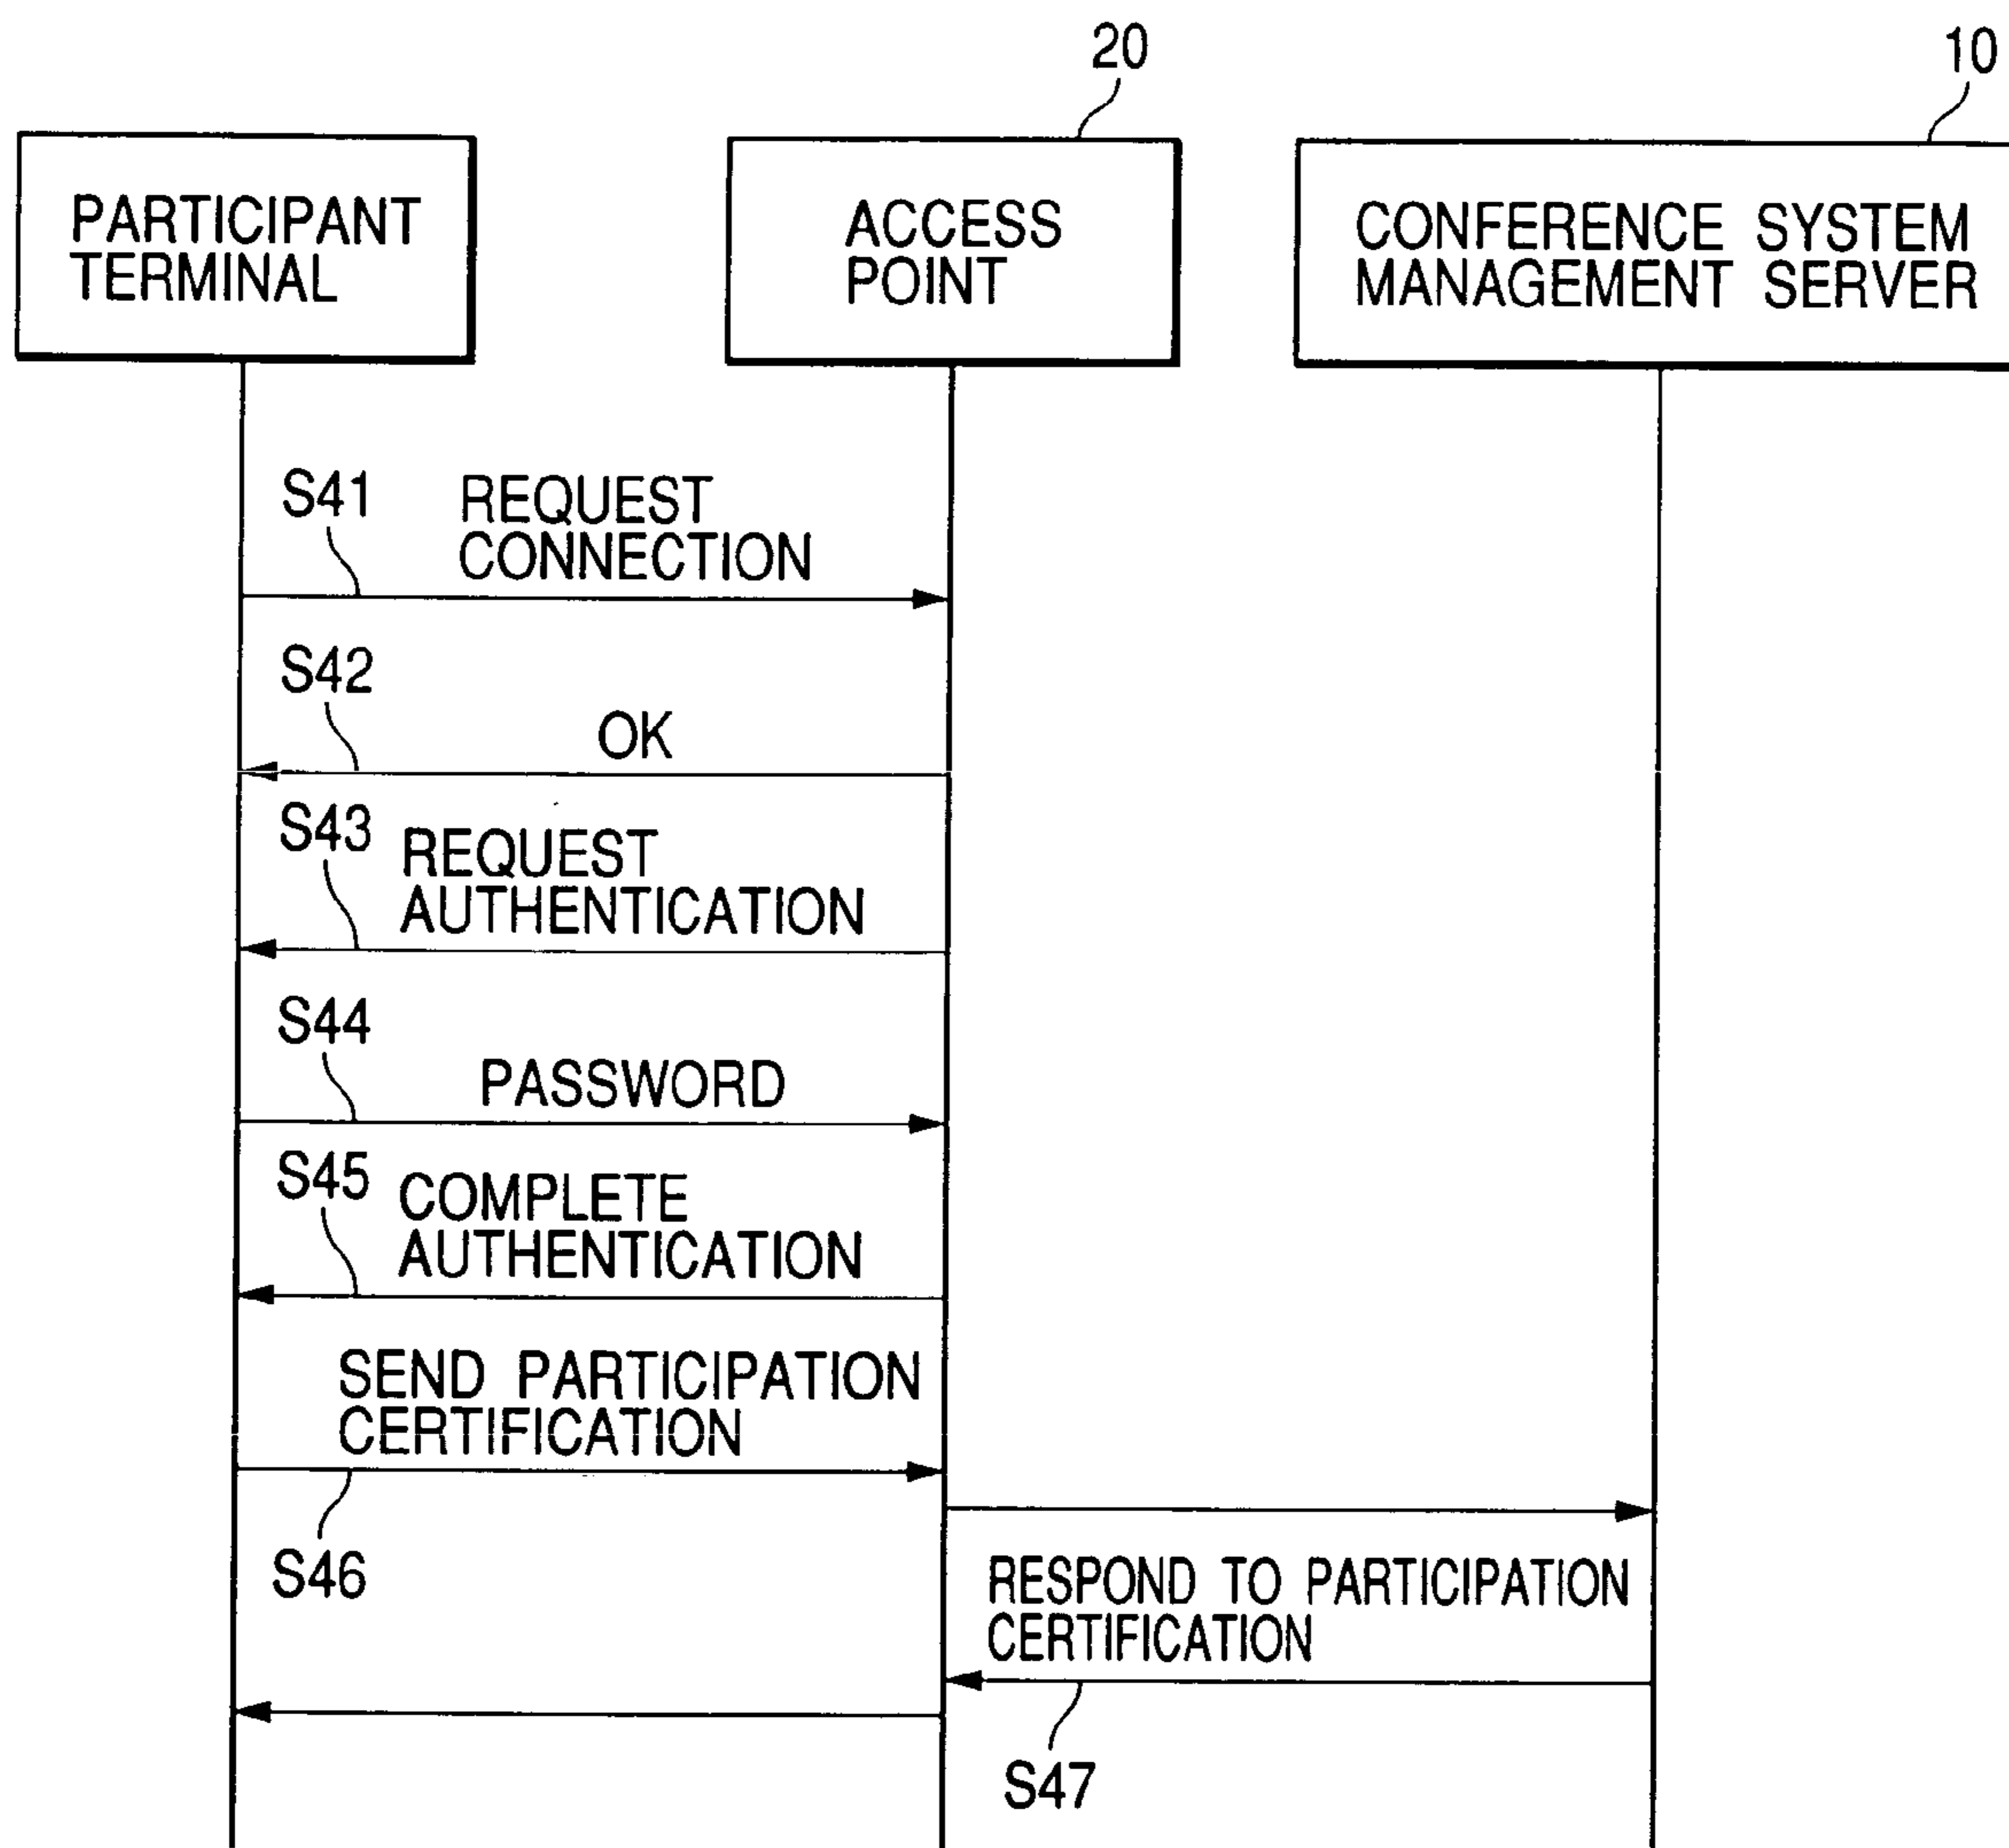 20
10
PARTICIPANT
TERMINAL
ACCESS
POINT
CONFERENCE SYSTEM
MANAGEMENT SERVER
S41
REQUEST
CONNECTION
S42
OK
S43
REQUEST
AUTHENTICATION
S44
PASSWORD
S45
COMPLETE
AUTHENTICATION
SEND PARTICIPATION
CERTIFICATION
S46
RESPOND TO PARTICIPATION
CERTIFICATION
S47